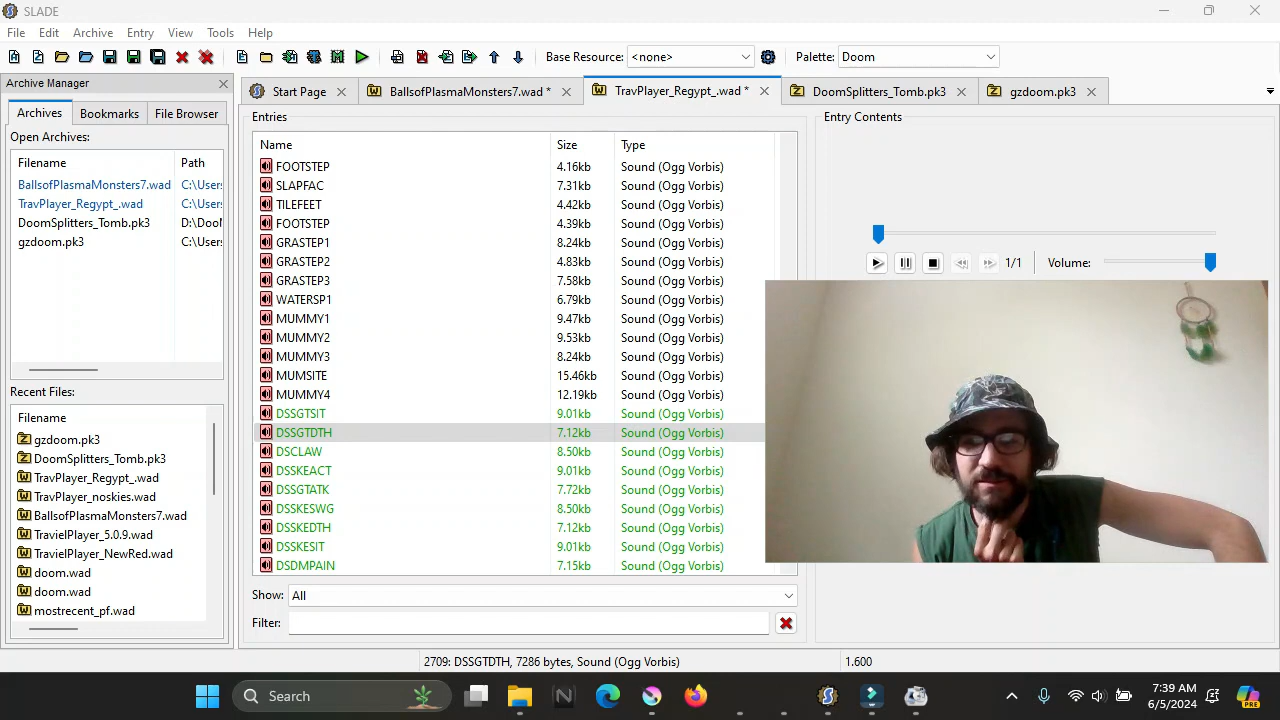 SLADE
File Edit Archive Entry View Tools Help
Base Resource: <none> Palette: Doom
Archive Manager
Archives Bookmarks File Browser
Open Archives:
Filename Path
BallsofPlasmaMonsters7.wad C:\Users
TravPlayer_Regypt_.wad C:\Users
DoomSplitters_Tomb.pk3 D:\Doo
gzdoom.pk3 C:\Users
Recent Files:
Filename
gzdoom.pk3
DoomSplitters_Tomb.pk3
TravPlayer_Regypt_.wad
TravPlayer_noskies.wad
BallsofPlasmaMonsters7.wad
TravielPlayer_5.0.9.wad
TravielPlayer_NewRed.wad
doom.wad
doom.wad
mostrecent_pf.wad
Start Page BallsofPlasmaMonsters7.wad * TravPlayer_Regypt_.wad * DoomSplitters_Tomb.pk3 gzdoom.pk3
Entries
Name Size Type
FOOTSTEP 4.16kb Sound (Ogg Vorbis)
SLAPFAC 7.31kb Sound (Ogg Vorbis)
TILEFEET 4.42kb Sound (Ogg Vorbis)
FOOTSTEP 4.39kb Sound (Ogg Vorbis)
GRASTEP1 8.24kb Sound (Ogg Vorbis)
GRASTEP2 4.83kb Sound (Ogg Vorbis)
GRASTEP3 7.58kb Sound (Ogg Vorbis)
WATERSP1 6.79kb Sound (Ogg Vorbis)
MUMMY1 9.47kb Sound (Ogg Vorbis)
MUMMY2 9.53kb Sound (Ogg Vorbis)
MUMMY3 8.24kb Sound (Ogg Vorbis)
MUMSITE 15.46kb Sound (Ogg Vorbis)
MUMMY4 12.19kb Sound (Ogg Vorbis)
DSSGTSIT 9.01kb Sound (Ogg Vorbis)
DSSGTDTH 7.12kb Sound (Ogg Vorbis)
DSCLAW 8.50kb Sound (Ogg Vorbis)
DSSKEACT 9.01kb Sound (Ogg Vorbis)
DSSGTATK 7.72kb Sound (Ogg Vorbis)
DSSKESWG 8.50kb Sound (Ogg Vorbis)
DSSKEDTH 7.12kb Sound (Ogg Vorbis)
DSSKESIT 9.01kb Sound (Ogg Vorbis)
DSDMPAIN 7.15kb Sound (Ogg Vorbis)
Show: All
Filter:
Entry Contents
1/1 Volume:
2709: DSSGTDTH, 7286 bytes, Sound (Ogg Vorbis) 1.600
Search
7:39 AM
6/5/2024
PRE